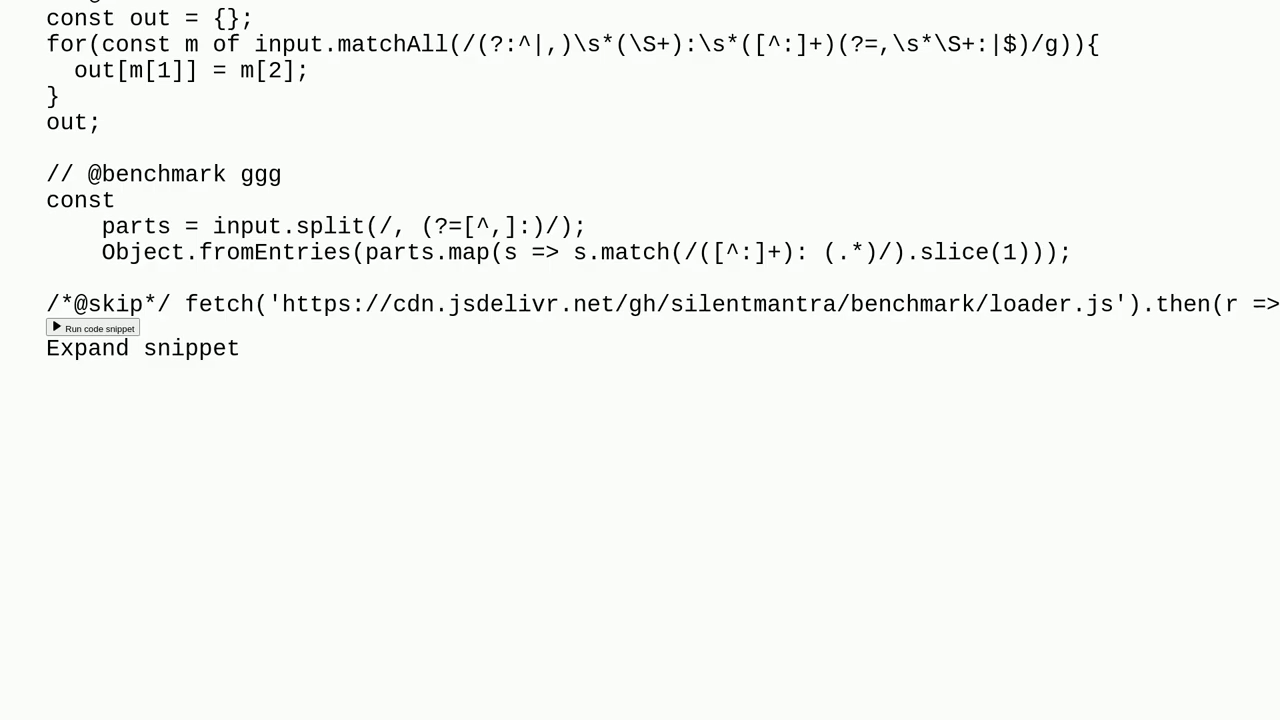 const out = {};
for(const m of input.matchAll(/(?:^|,)\s*(\S+):\s*([^:]+)(?=,\s*\S+:|$)/g)){
  out[m[1]] = m[2];
}
out;

// @benchmark ggg
const
    parts = input.split(/, (?=[^,]:)/);
    Object.fromEntries(parts.map(s => s.match(/([^:]+): (.*)/).slice(1)));

/*@skip*/ fetch('https://cdn.jsdelivr.net/gh/silentmantra/benchmark/loader.js').then(r =>
Run code snippet
Expand snippet